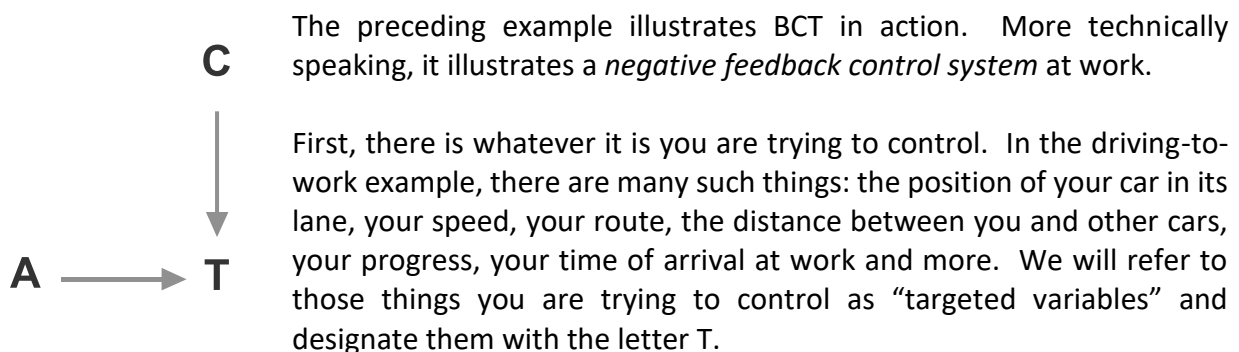 The preceding example illustrates BCT in action. More technically
C
speaking, it illustrates a negative feedback control system at work.
First, there is whatever it is you are trying to control. In the driving-to-
work example, there are many such things: the position of your car in its
lane, your speed, your route, the distance between you and other cars,
A T
your progress, your time of arrival at work and more. We will refer to
those things you are trying to control as “targeted variables” and
designate them with the letter T.